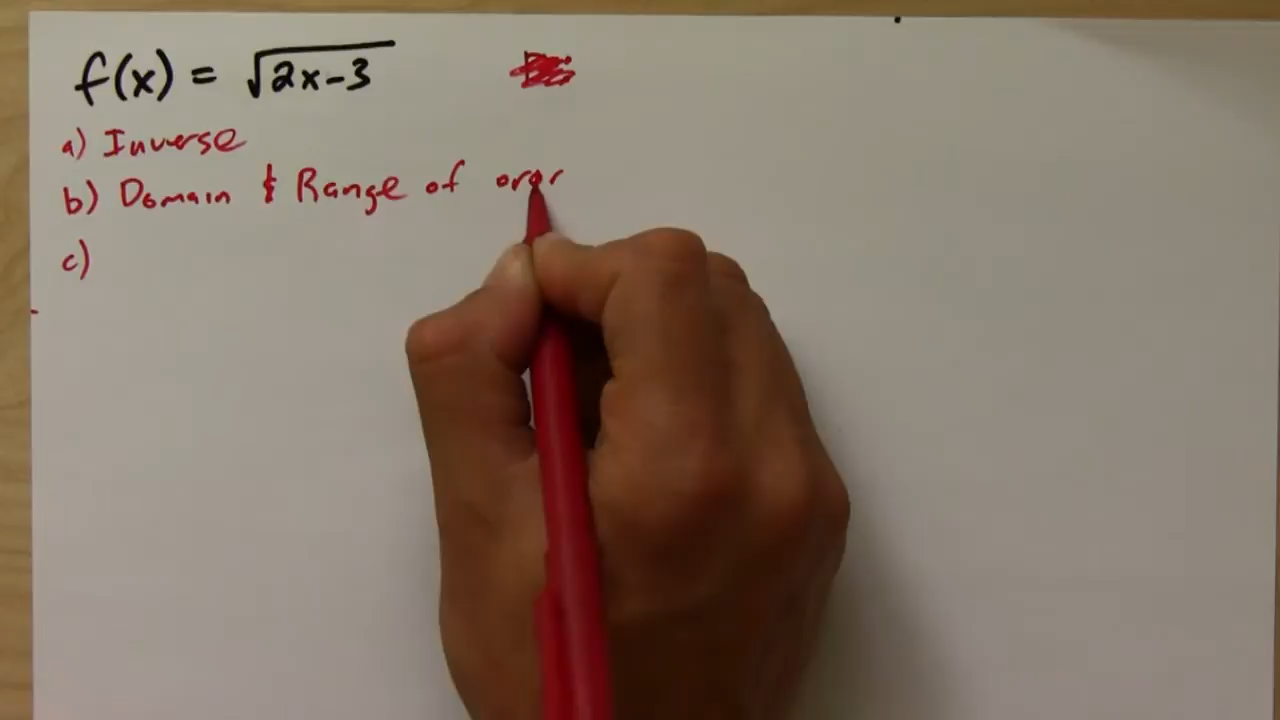 f(x) = √2x-3
a) Inverse
b) Domain & Range of
c)